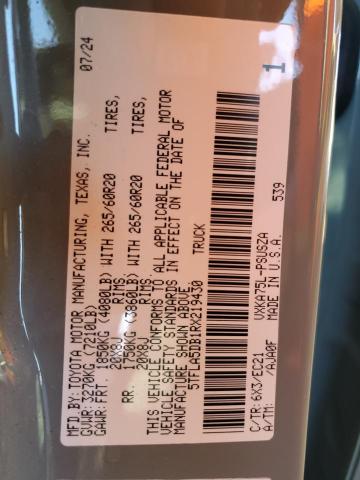 MFD BY: TOYOTA MOTOR MANUFACTURING, TEXAS, INC. 07/24
GVWR: 3270KG (7210LB)
GAWR: FRT. 1850KG (4080LB) WITH 265/60R20 TIRES,
20X8J RIMS
RR. 1750KG (3860LB) WITH 265/60R20 TIRES,
20X8J RIMS
THIS VEHICLE CONFORMS TO ALL APPLICABLE FEDERAL MOTOR
VEHICLE SAFETY STANDARDS IN EFFECT ON THE DATE OF
MANUFACTURE SHOWN ABOVE.
5TFLA5DB1RX219430 TRUCK
539
C/TR: 6X3/EC21 VXKA75L-PSUSZA
A/TM: /AJA0F MADE IN U.S.A.
1